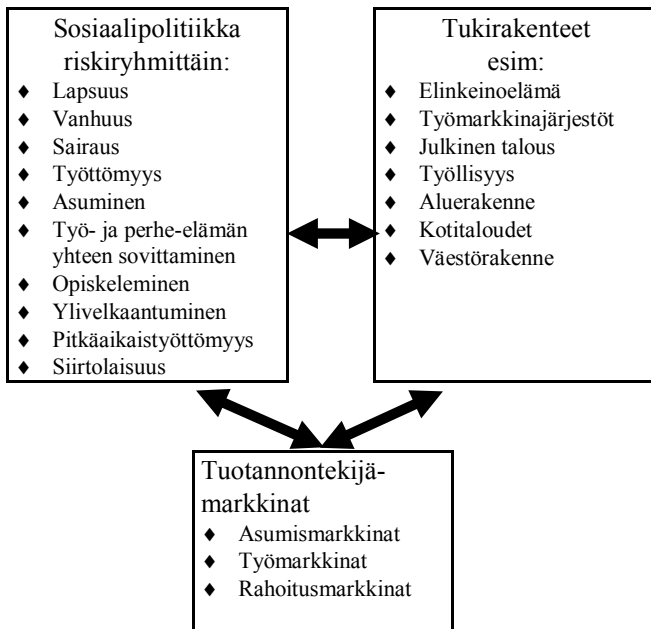 Sosiaalipolitiikka
riskiryhmittäin:
♦ Lapsuus
♦ Vanhuus
♦ Sairaus
♦ Työttömyys
♦ Asuminen
♦ Työ- ja perhe-elämän
yhteen sovittaminen
♦ Opiskeleminen
♦ Ylivelkaantuminen
♦ Pitkäaikaistyöttömyys
♦ Siirtolaisuus
Tukirakenteet
esim:
♦ Elinkeinoelämä
♦ Työmarkkinajärjestöt
♦ Julkinen talous
♦ Työllisyys
♦ Aluerakenne
♦ Kotitaloudet
♦ Väestörakenne
Tuotannontekijä-
markkinat
♦ Asumismarkkinat
♦ Työmarkkinat
♦ Rahoitusmarkkinat